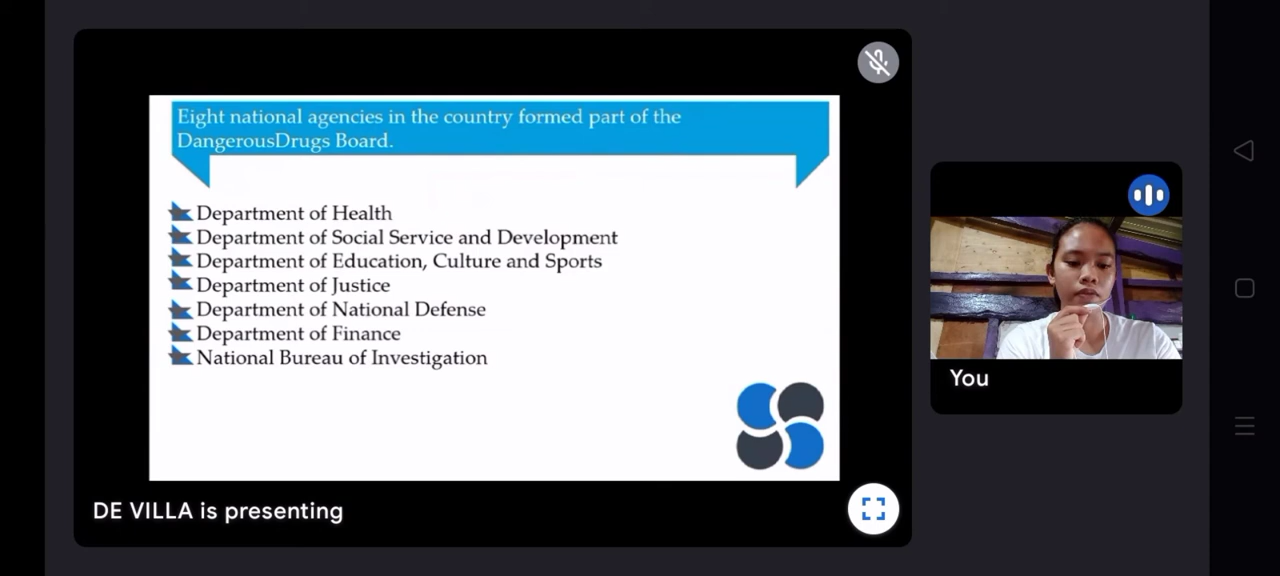 Eight national agencies in the country formed part of the
DangerousDrugs Board.
Department of Health
Department of Social Service and Development
Department of Education, Culture and Sports
Department of Justice
Department of National Defense
Department of Finance
National Bureau of Investigation
DE VILLA is presenting
You